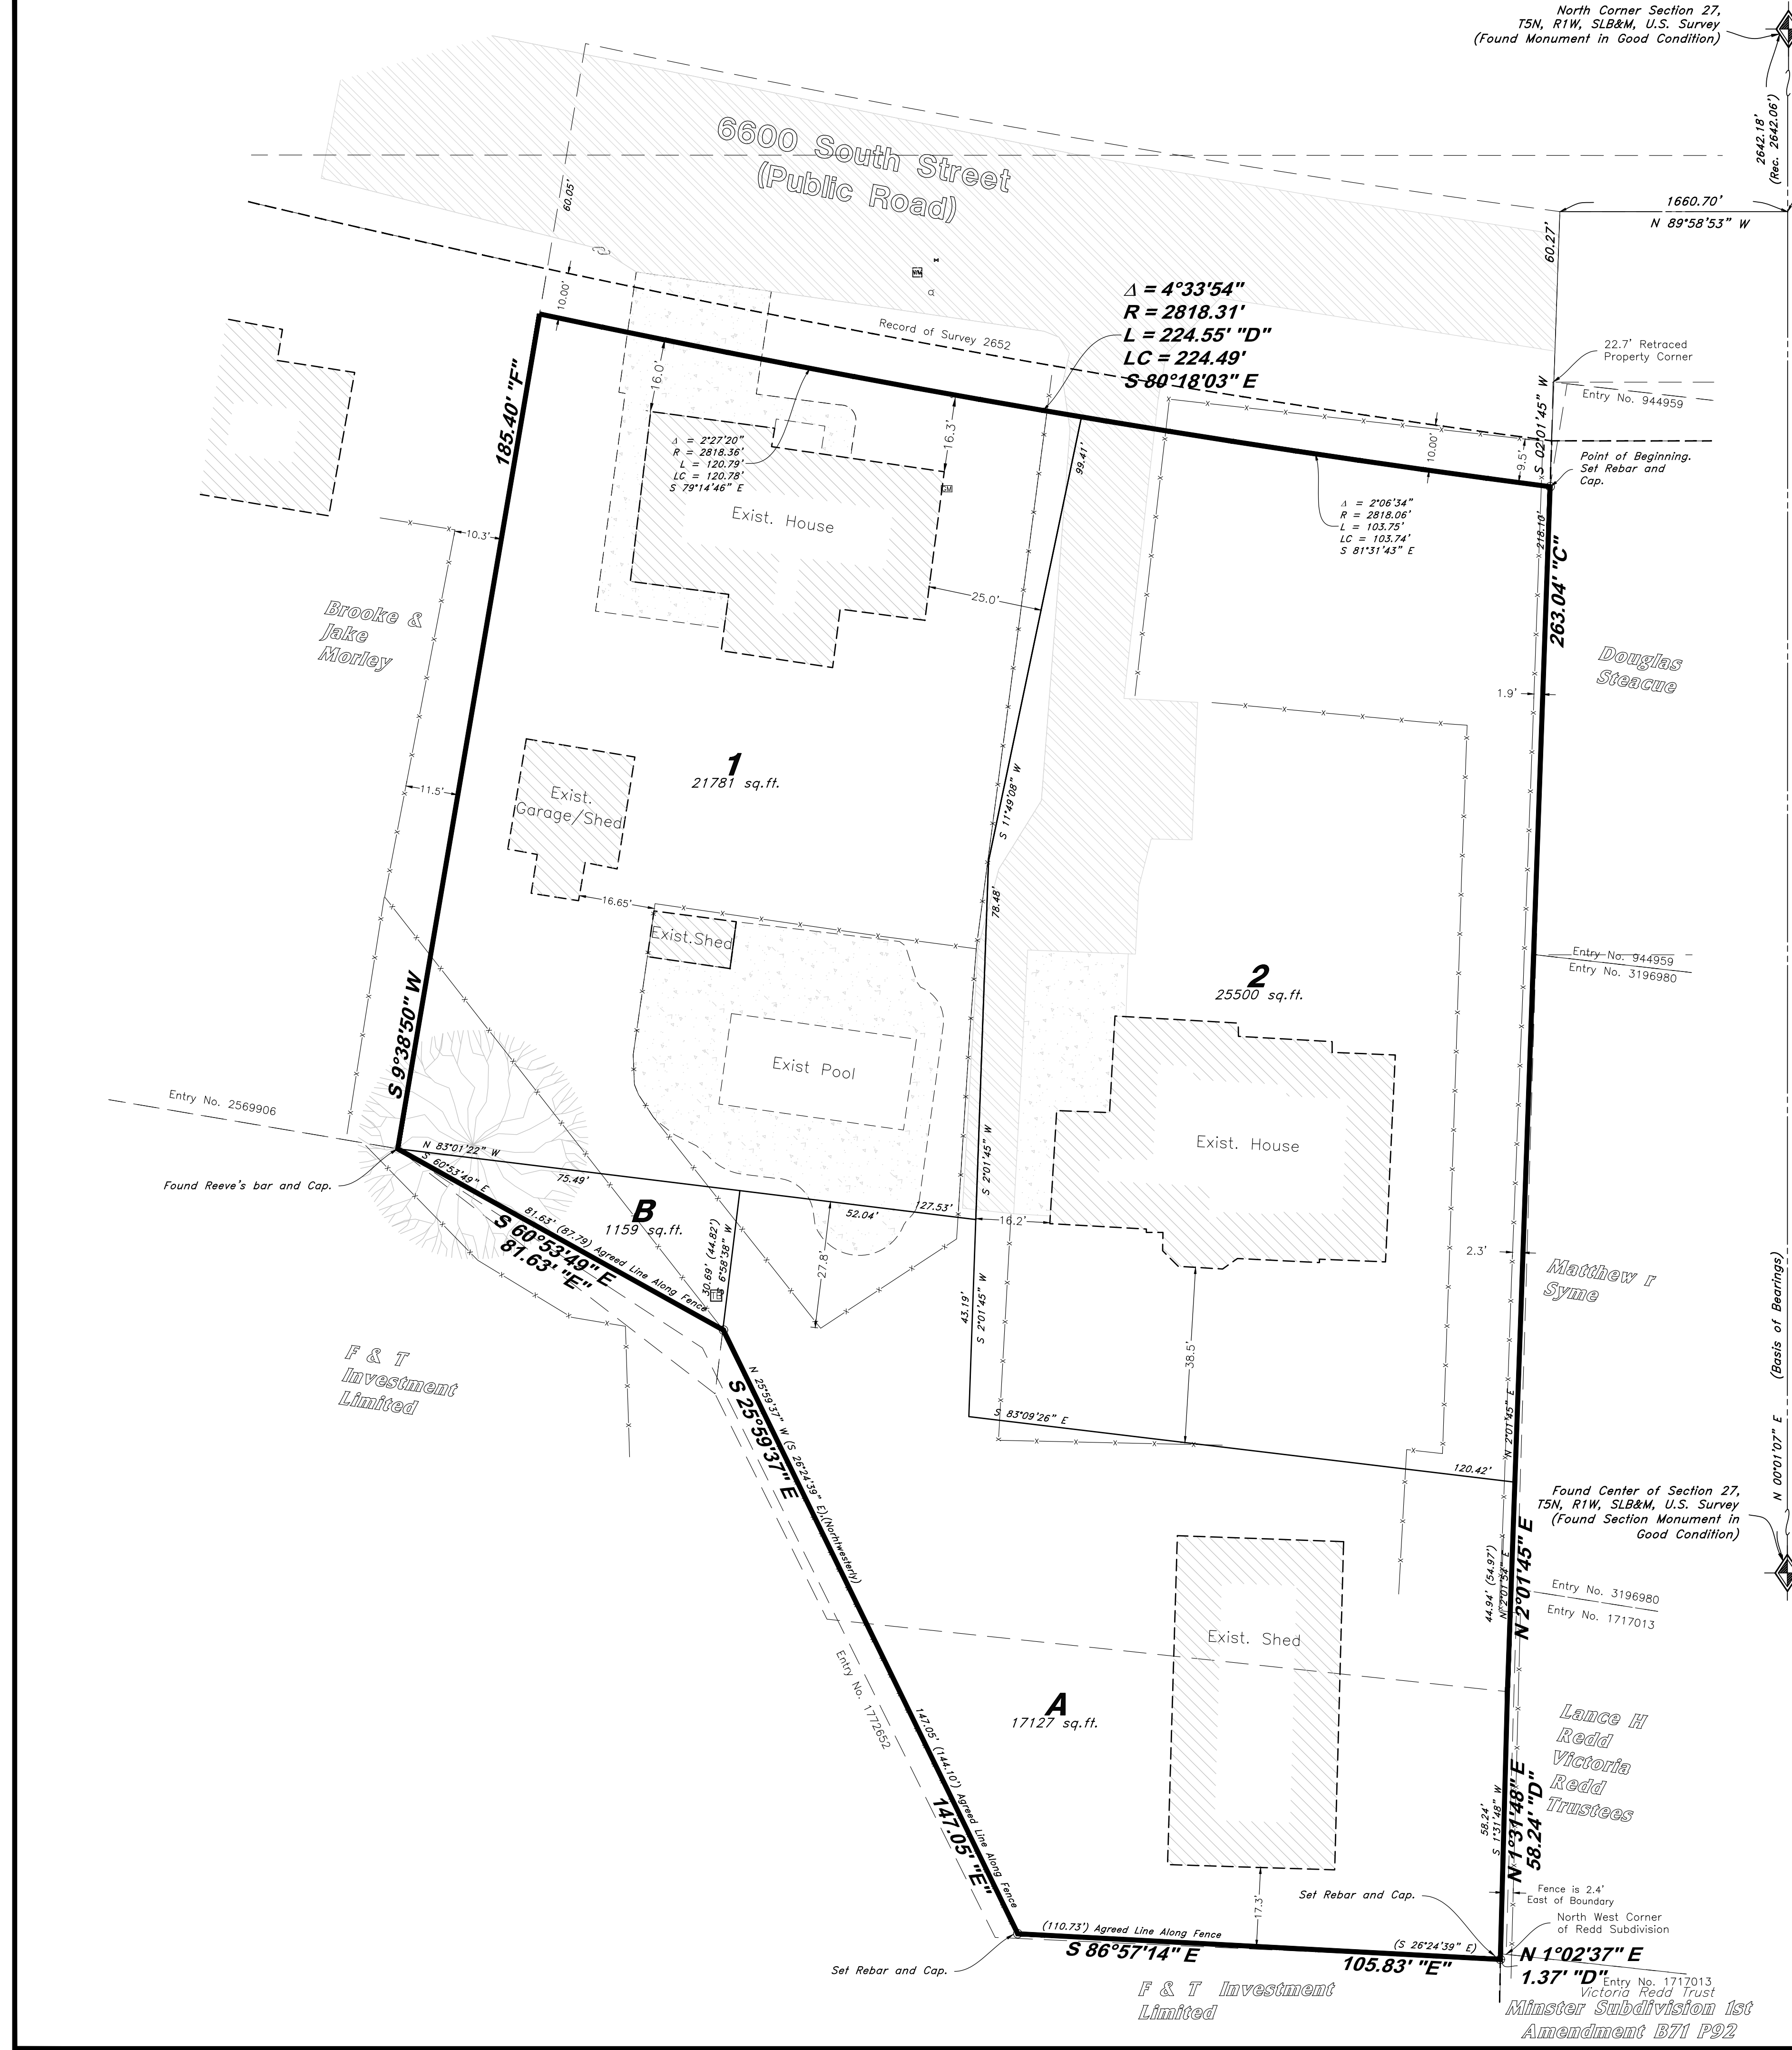 North Corner Section 27,
T5N, R1W, SLB&M, U.S. Survey
(Found Monument in Good Condition)
2642.18'
(Rec. 2642.06')
1660.70'
N 89°58'53" W
60.27'
6600 South Street
(Public Road)
60.05'
10.00'
WM
Record of Survey 2652
Δ = 4°33'54"
R = 2818.31'
L = 224.55' "D"
LC = 224.49'
S 80°18'03" E
22.7' Retraced
Property Corner
Entry No. 944959
S 02°01'45" W
10.00'
9.5'
Point of Beginning.
Set Rebar and
Cap.
185.40' "F"
16.0'
Δ = 2°27'20"
R = 2818.36'
L = 120.79'
LC = 120.78'
S 79°14'46" E
16.3'
GM
99.41'
Δ = 2°06'34"
R = 2818.06'
L = 103.75'
LC = 103.74'
S 81°31'43" E
218.10'
263.04' "C"
Exist. House
10.3'
25.0'
Brooke &
Jake
Morley
Douglas
Steacue
1.9'
1
21781 sq.ft.
11.5'
Exist.
Garage/Shed
S 11°49'08" W
16.65'
78.48'
Exist.Shed
2
25500 sq.ft.
Entry No. 944959
Entry No. 3196980
S 9°38'50" W
Exist Pool
Entry No. 2569906
Exist. House
N 83°01'22" W
S 60°53'49" E
75.49'
Found Reeve's bar and Cap.
S 2°01'45" W
127.53'
52.04'
16.2'
B
1159 sq.ft.
81.63' (87.79) Agreed Line Along Fence
S 60°53'49" E
81.63' "E"
30.69' (44.82')
S 6°58'38" W
27.8'
2.3'
Matthew r
Syme
43.19'
S 2°01'45" W
38.5'
F & T
Investment
Limited
N 25°59'37" W (S 26°24'39" E),(Norhtwesterly)
S 25°59'37" E
S 83°09'26" E
120.42'
N 2°01'45" E
N 00°01'07" E (Basis of Bearings)
Found Center of Section 27,
T5N, R1W, SLB&M, U.S. Survey
(Found Section Monument in
Good Condition)
44.94' (54.97')
N 2°01'54" E
N 2°01'45" E
Entry No. 3196980
Entry No. 1717013
Exist. Shed
Entry No. 1772652
A
17127 sq.ft.
147.05' (144.10') Agreed Line Along Fence
147.05' "E"
Lance H
Redd
Victoria
Redd
Trustees
58.24'
S 1°31'48" W
N 1°31'48" E
58.24' "D"
17.3'
Set Rebar and Cap.
Fence is 2.4'
East of Boundary
North West Corner
of Redd Subdivision
(110.73') Agreed Line Along Fence
(S 26°24'39" E)
S 86°57'14" E
105.83' "E"
Set Rebar and Cap.
N 1°02'37" E
1.37' "D"
Entry No. 1717013
Victoria Redd Trust
F & T Investment
Limited
Minster Subdivision 1st
Amendment B71 P92